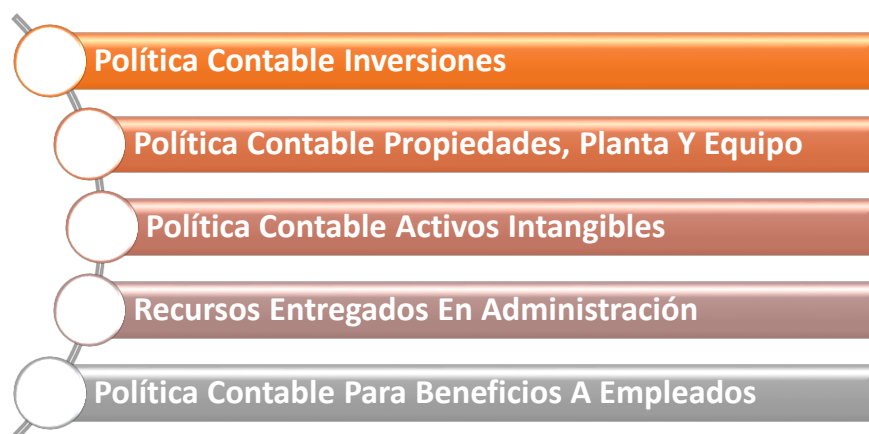 Política Contable Inversiones
Política Contable Propiedades, Planta Y Equipo
Política Contable Activos Intangibles
Recursos Entregados En Administración
Política Contable Para Beneficios A Empleados